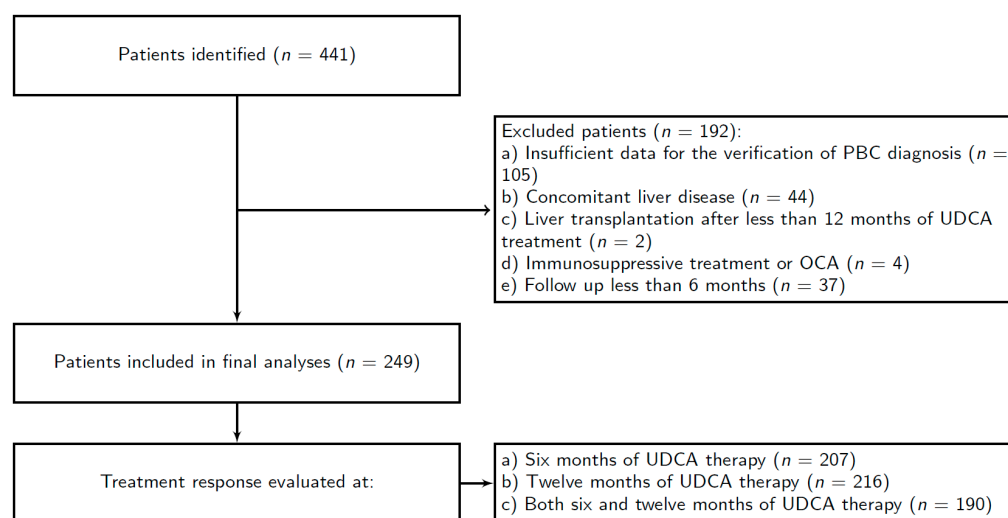 Patients identified (n = 441)
Excluded patients (n = 192):
a) Insufficient data for the verification of PBC diagnosis (n =
105)
b) Concomitant liver disease (n = 44)
c) Liver transplantation after less than 12 months of UDCA
treatment (n = 2)
d) Immunosuppressive treatment or OCA (n = 4)
e) Follow up less than 6 months (n = 37)
Patients included in final analyses (n = 249)
Treatment response evaluated at:
a) Six months of UDCA therapy (n = 207)
b) Twelve months of UDCA therapy (n = 216)
c) Both six and twelve months of UDCA therapy (n = 190)